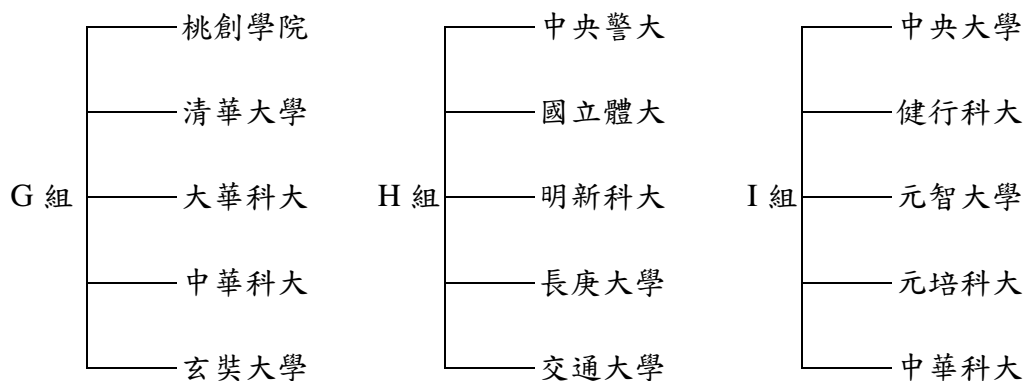 G 組
桃創學院
清華大學
大華科大
中華科大
玄奘大學
H 組
中央警大
國立體大
明新科大
長庚大學
交通大學
I 組
中央大學
健行科大
元智大學
元培科大
中華科大